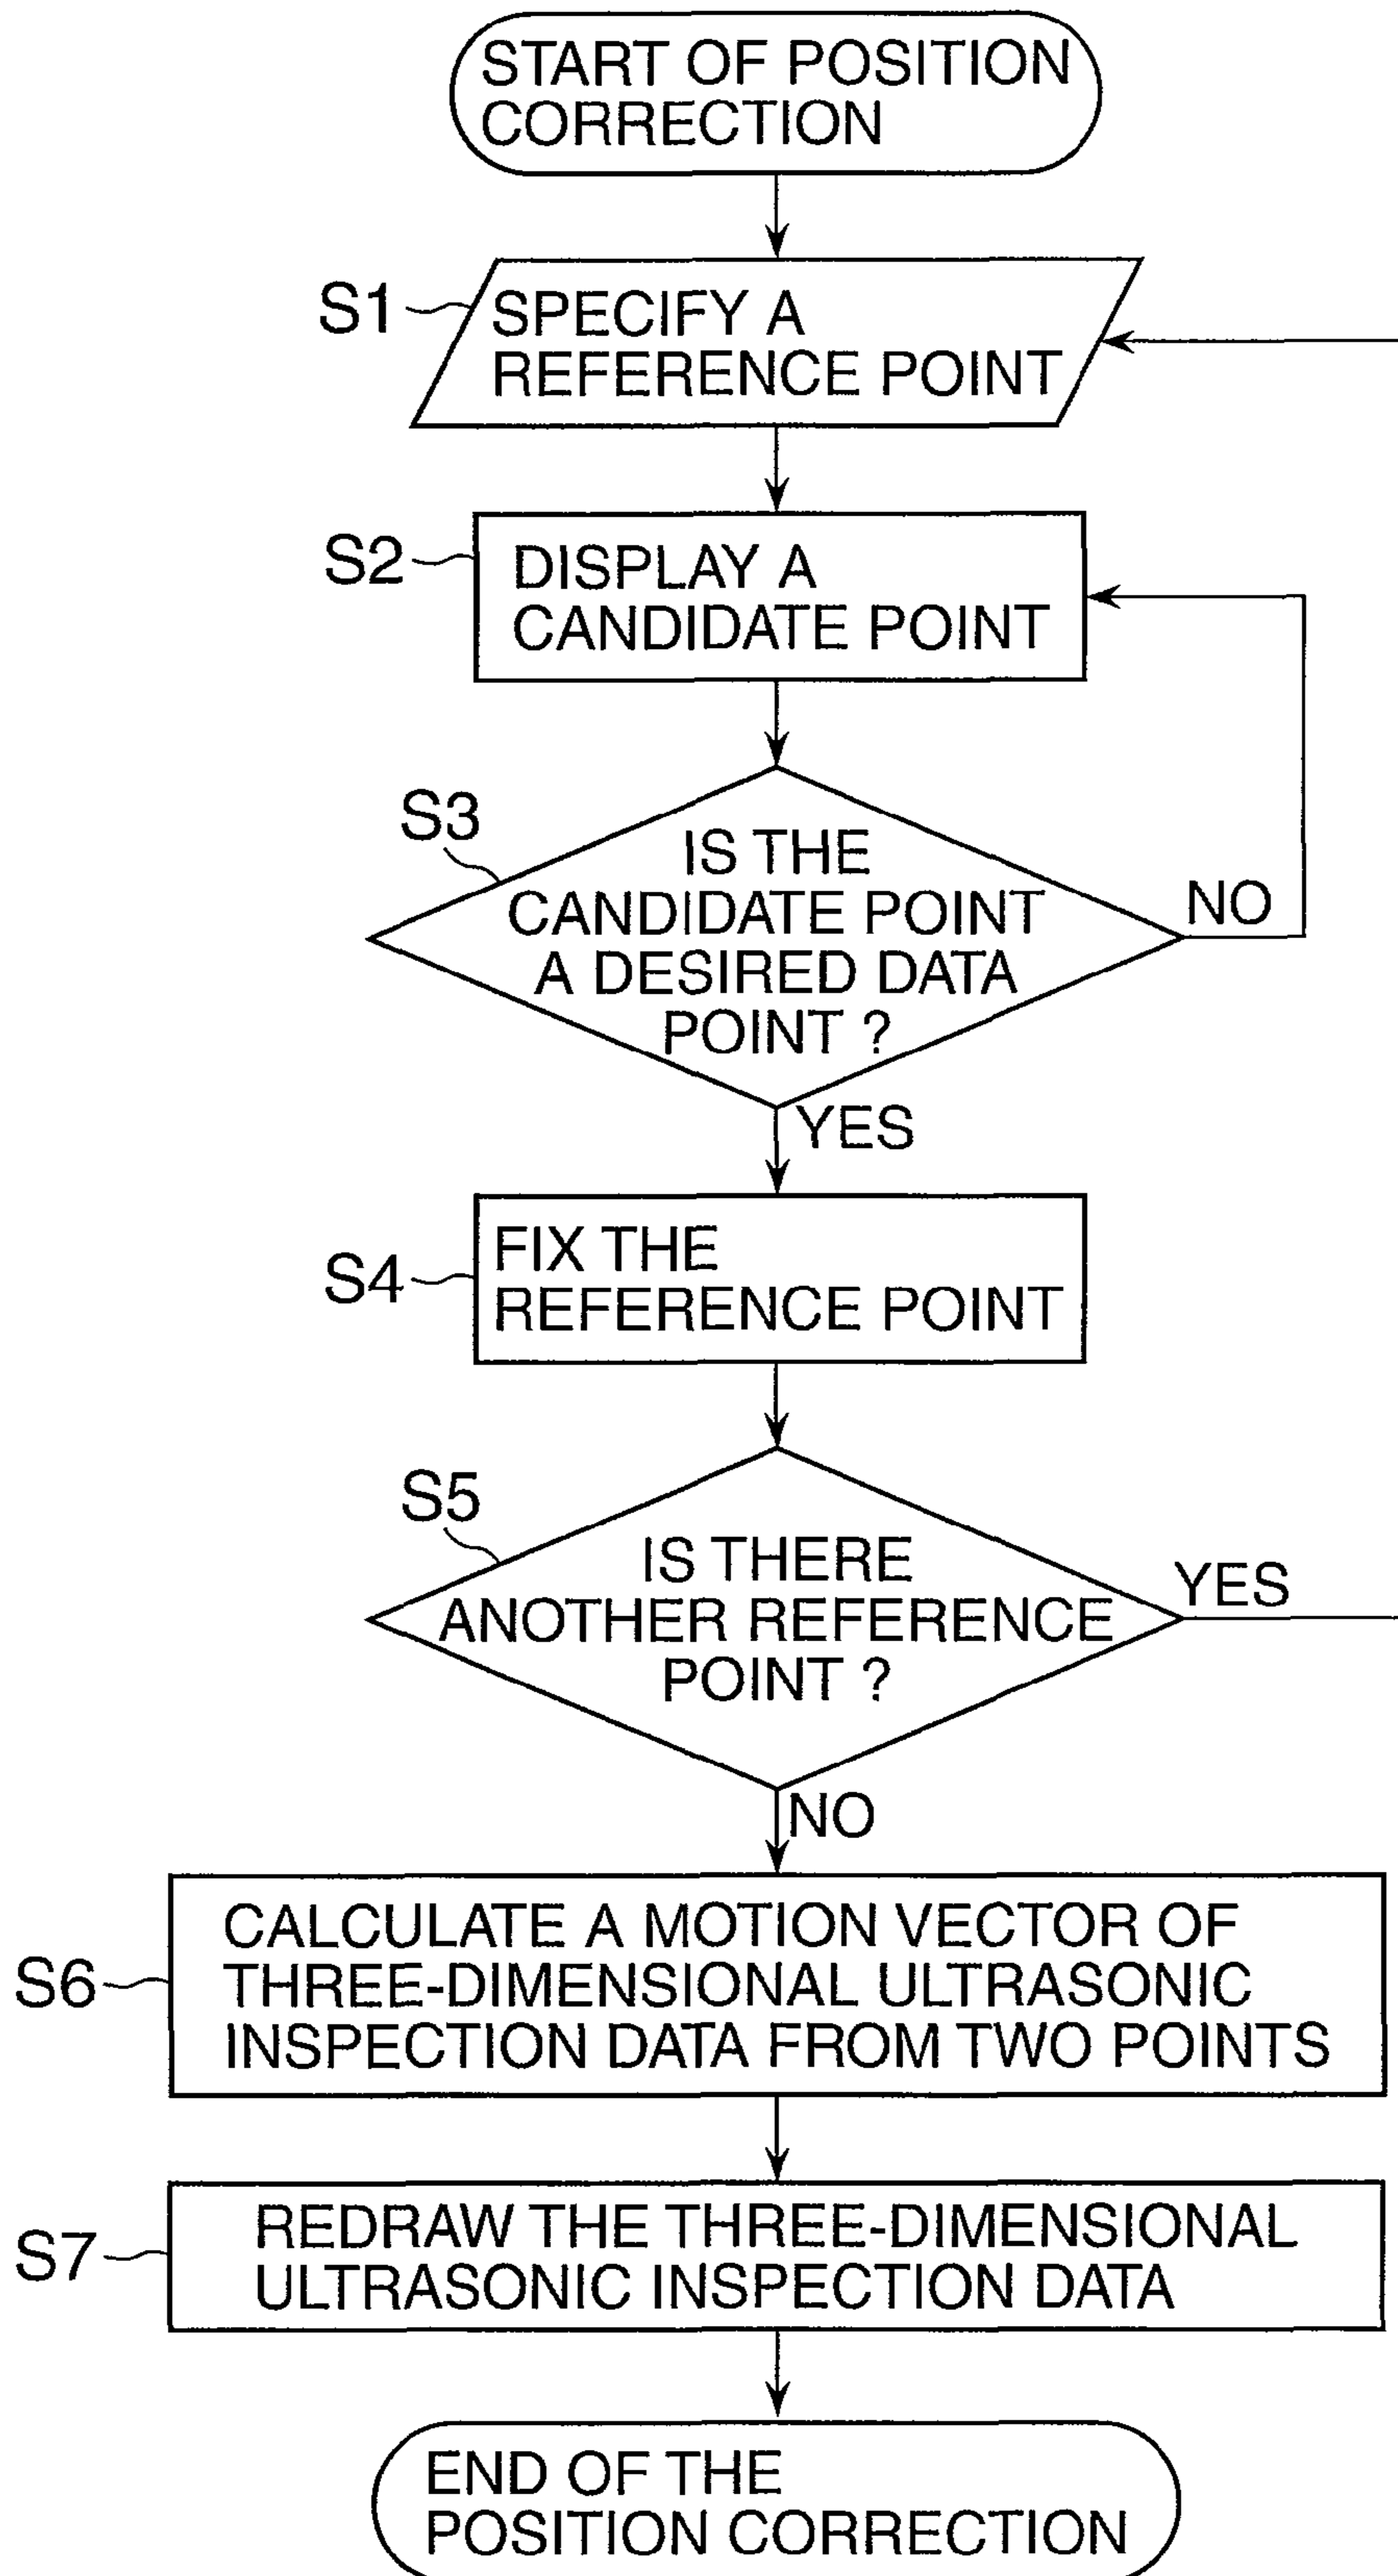 START OF POSITION
CORRECTION
S1
SPECIFY A
REFERENCE POINT
S2
DISPLAY A
CANDIDATE POINT
S3
IS THE
CANDIDATE POINT
A DESIRED DATA
POINT ?
NO
YES
S4
FIX THE
REFERENCE POINT
S5
IS THERE
ANOTHER REFERENCE
POINT ?
YES
NO
S6
CALCULATE A MOTION VECTOR OF
THREE-DIMENSIONAL ULTRASONIC
INSPECTION DATA FROM TWO POINTS
S7
REDRAW THE THREE-DIMENSIONAL
ULTRASONIC INSPECTION DATA
END OF THE
POSITION CORRECTION